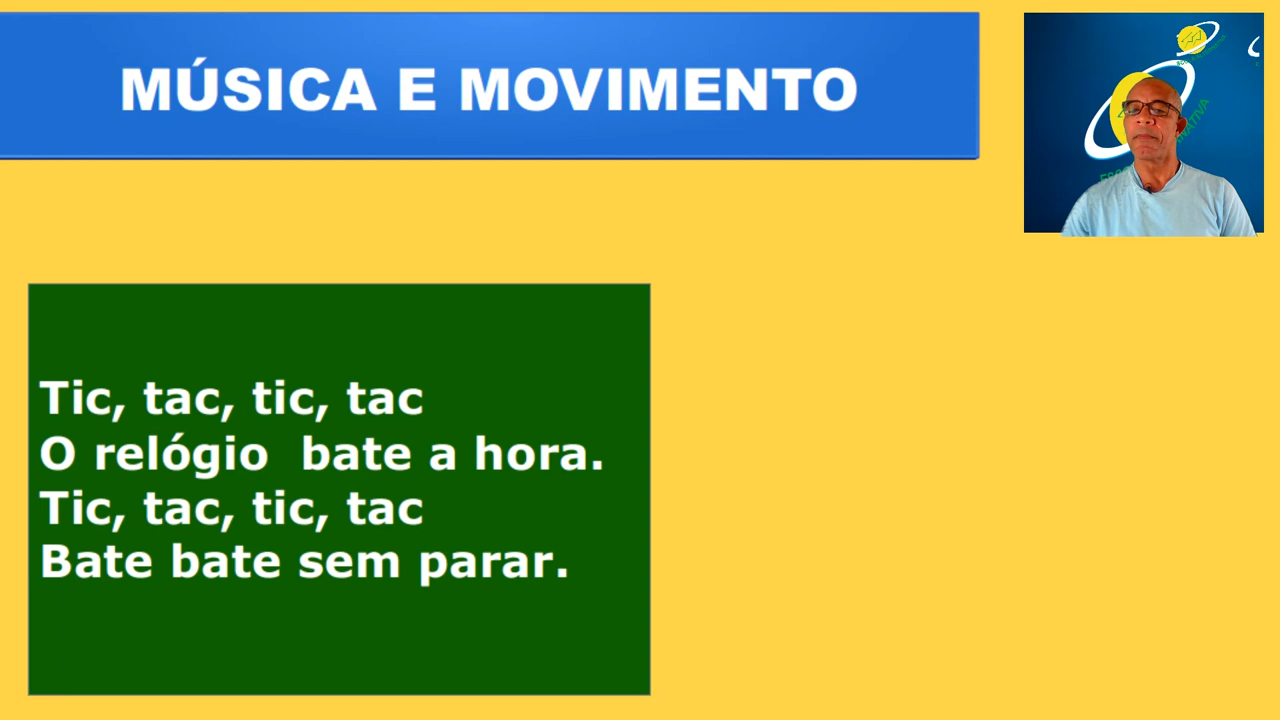 MÚSICA E MOVIMENTO
Tic, tac, tic, tac
O relógio  bate a hora.
Tic, tac, tic, tac
Bate bate sem parar.